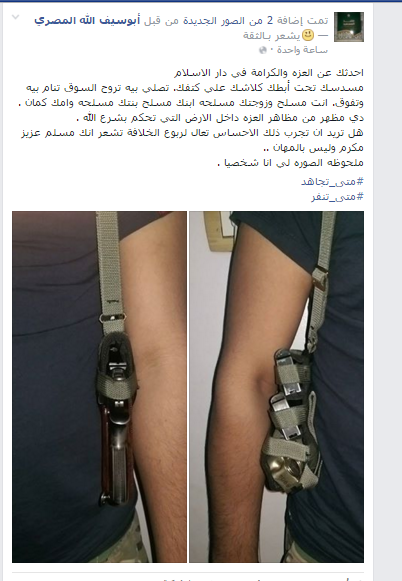 تمت إضافة 2 من الصور الجديدة من قبل أبوسيف الله المصري
— يشعر بـالثقة
ساعة واحدة ·
احدثك عن العزه والكرامة في دار الاسلام
مسدسك تحت أبطك كلاشك علي كتفك، تصلي بيه تروح السوق تنام بيه
وتفوق، انت مسلح وزوجتك مسلحه ابنك مسلح بنتك مسلحه وامك كمان .
دي مظهر من مظاهر العزه داخل الارض التي تحكم بشرع الله .
هل تريد ان تجرب ذلك الاحساس تعال لربوع الخلافة تشعر انك مسلم عزيز
مكرم وليس بالمهان ..
ملحوظه الصوره لي انا شخصيا .
#متى_تجاهد
#متى_تنفر